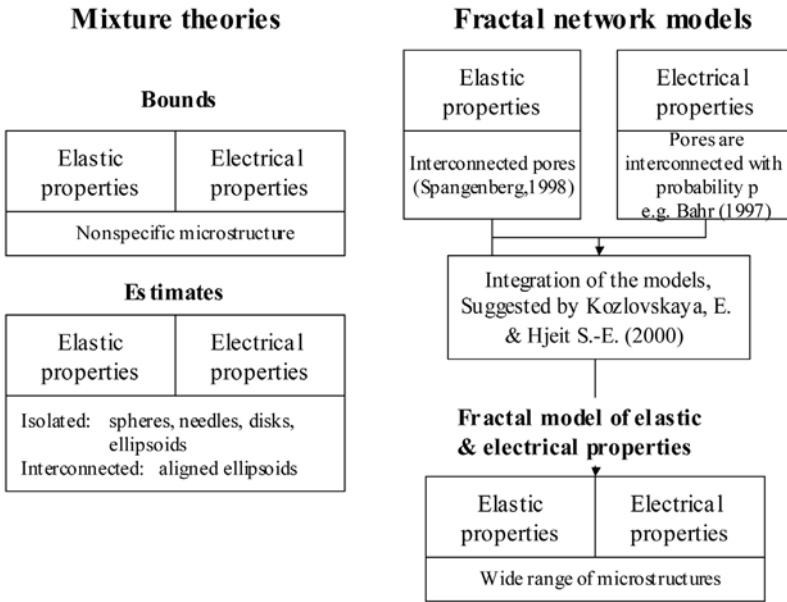 Mixture theories
Bounds
Elastic properties
Electrical properties
Nonspecific microstructure
Estimates
Elastic properties
Electrical properties
Isolated: spheres, needles, disks,
ellipsoids
Interconnected: aligned ellipsoids
Fractal network models
Elastic properties
Electrical properties
Interconnected pores
(Spangenberg,1998)
Pores are
interconnected with
probability p
e.g. Bahr (1997)
Integration of the models,
Suggested by Kozlovskaya, E.
& Hjelt S.-E. (2000)
Fractal model of elastic
& electrical properties
Elastic properties
Electrical properties
Wide range of microstructures